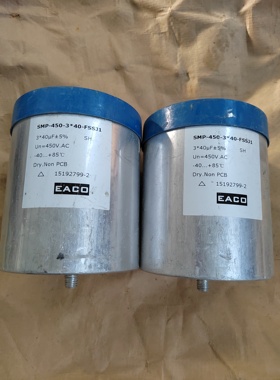 SMP-450-3*40-FSSJ1
3*40μF±5% SH
Un=450V.AC
-40...+85℃
Dry.Non PCB
△ 15192799-2
EACO
SMP-450-3*40-FSSJ1
3*40μF±5% SH
Un=450V.AC
-40...+85℃
Dry.Non PCB
△ 15192799-2
EACO